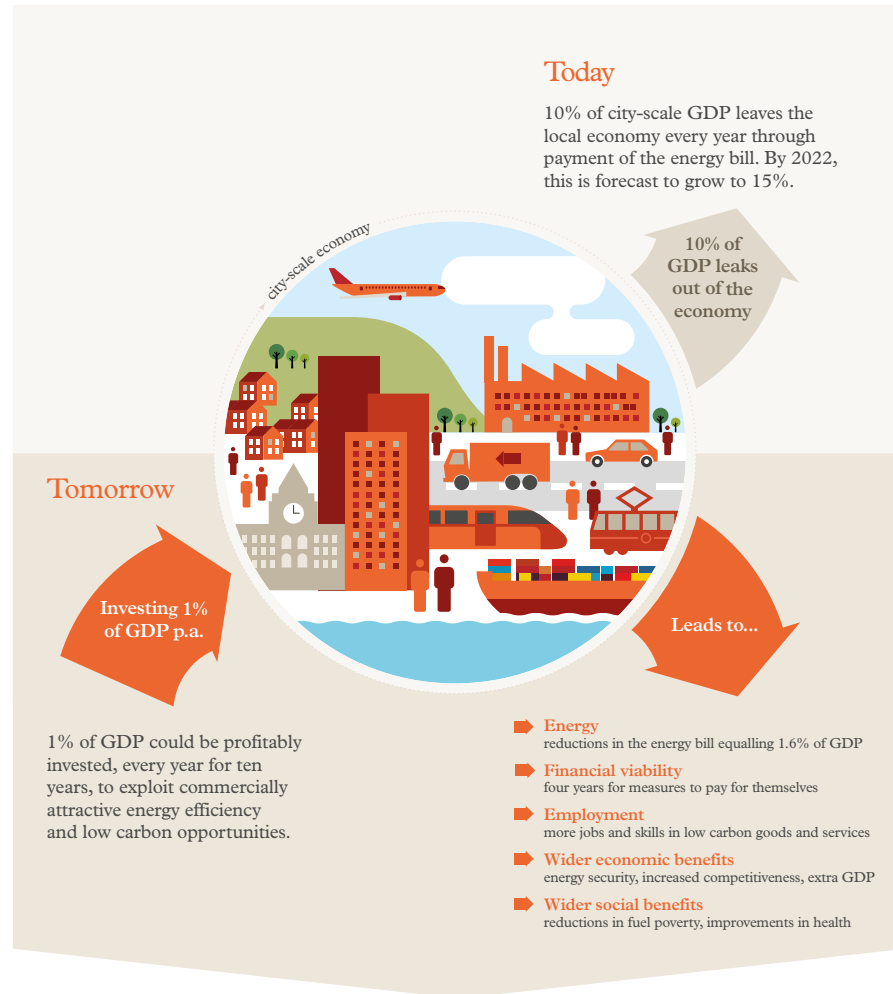 Today
10% of city-scale GDP leaves the
local economy every year through
payment of the energy bill. By 2022,
this is forecast to grow to 15%.
city-scale economy
10% of
GDP leaks
out of the
economy
Tomorrow
Investing 1%
of GDP p.a.
Leads to...
1% of GDP could be profitably
invested, every year for ten
years, to exploit commercially
attractive energy efficiency
and low carbon opportunities.
Energy
reductions in the energy bill equalling 1.6% of GDP
Financial viability
four years for measures to pay for themselves
Employment
more jobs and skills in low carbon goods and services
Wider economic benefits
energy security, increased competitiveness, extra GDP
Wider social benefits
reductions in fuel poverty, improvements in health